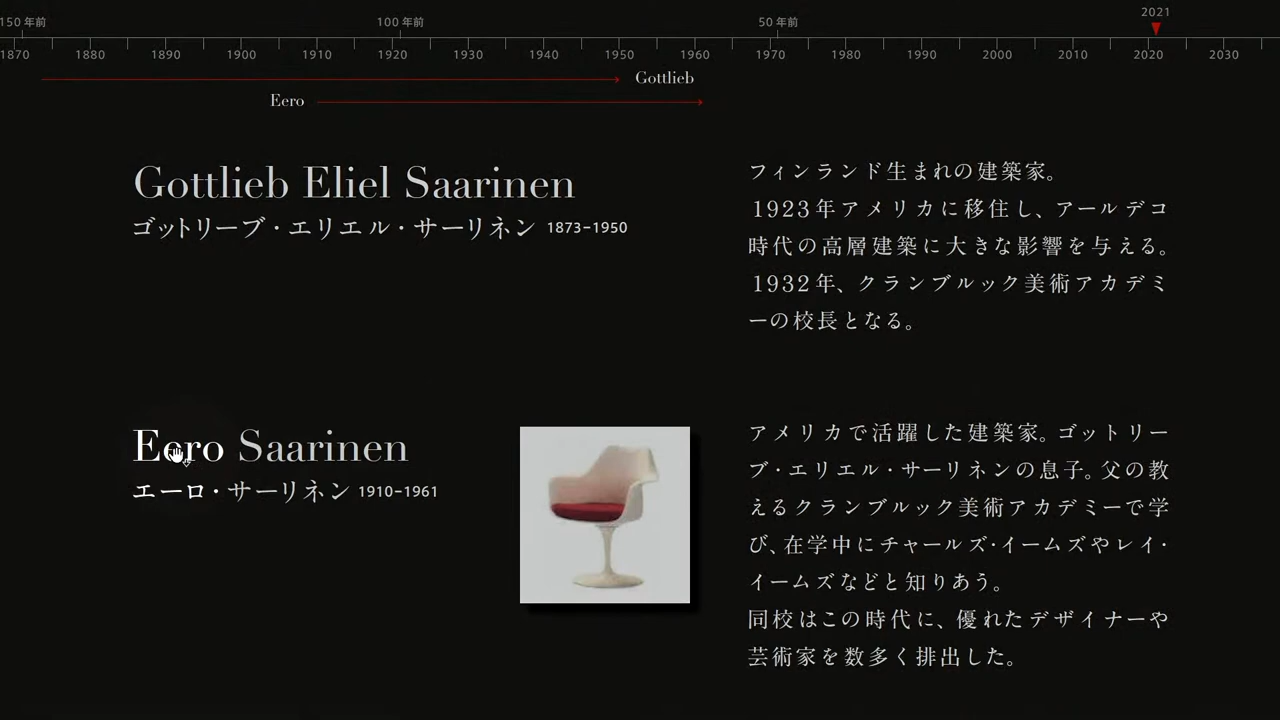 150年前 100年前 50年前 2021
1870 1880 1890 1900 1910 1920 1930 1940 1950 1960 1970 1980 1990 2000 2010 2020 2030
Gottlieb
Eero
Gottlieb Eliel Saarinen
ゴットリーブ・エリエル・サーリネン 1873-1950
フィンランド生まれの建築家。
1923年アメリカに移住し、アールデコ
時代の高層建築に大きな影響を与える。
1932年、クランブルック美術アカデミ
ーの校長となる。
Eero Saarinen
エーロ・サーリネン 1910-1961
アメリカで活躍した建築家。ゴットリー
ブ・エリエル・サーリネンの息子。父の教
えるクランブルック美術アカデミーで学
び、在学中にチャールズ・イームズやレイ・
イームズなどと知りあう。
同校はこの時代に、優れたデザイナーや
芸術家を数多く排出した。